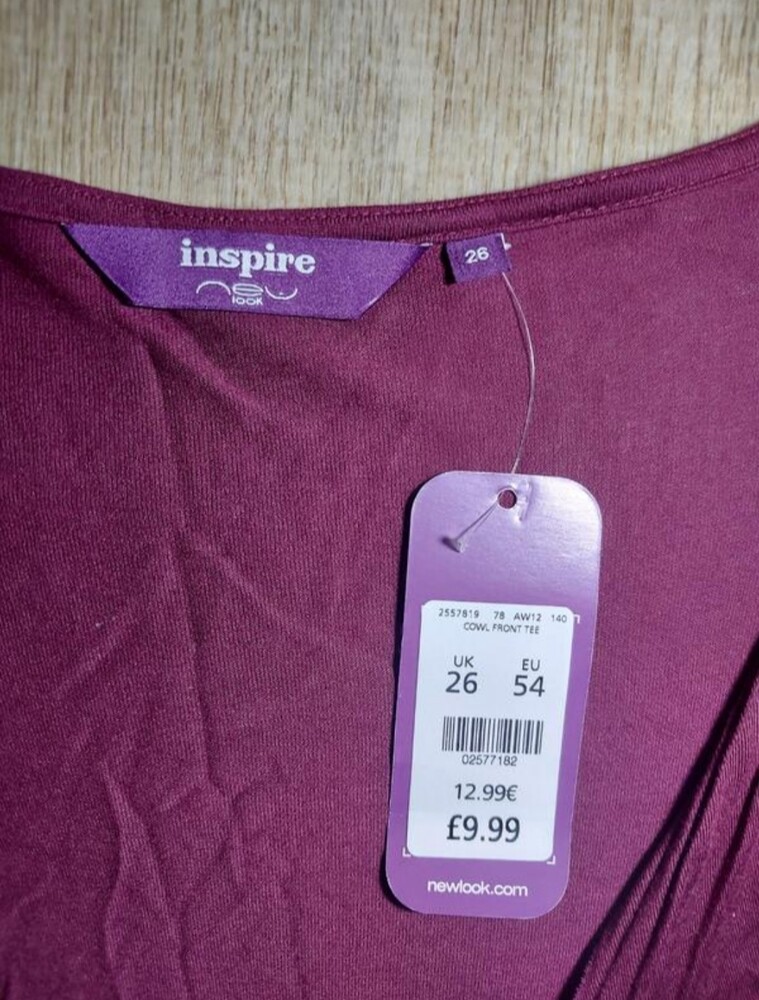 inspire
new
look
26
2557819 78 AW12 140
COWL FRONT TEE
UK EU
26 54
02577182
12.99€
£9.99
newlook.com